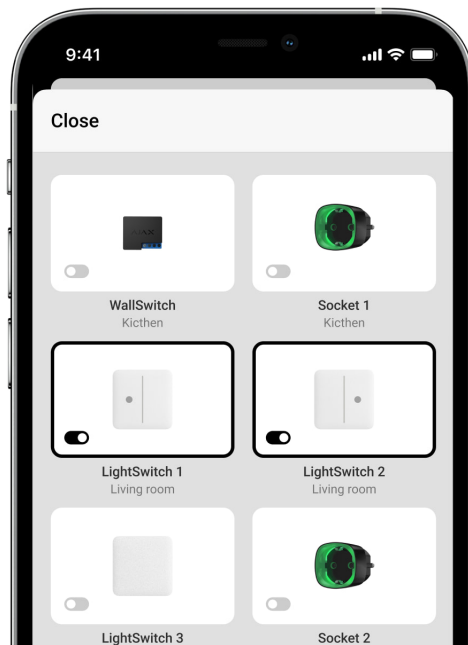 9:41
Close
AJAX
WallSwitch
Kicthen
Socket 1
Kicthen
LightSwitch 1
Living room
LightSwitch 2
Living room
LightSwitch 3
Socket 2